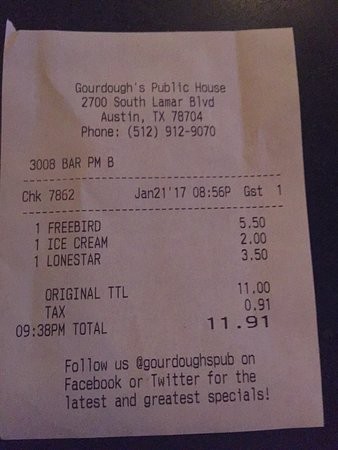 Gourdough's Public House
2700 South Lamar Blvd
Austin, TX 78704
Phone: (512) 912-9070
3008 BAR PM B
Chk 7862 Jan21'17 08:56P Gst 1
1 FREEBIRD 5.50
1 ICE CREAM 2.00
1 LONESTAR 3.50
ORIGINAL TTL 11.00
TAX 0.91
09:38PM TOTAL 11.91
Follow us @gourdoughspub on
Facebook or Twitter for the
latest and greatest specials!